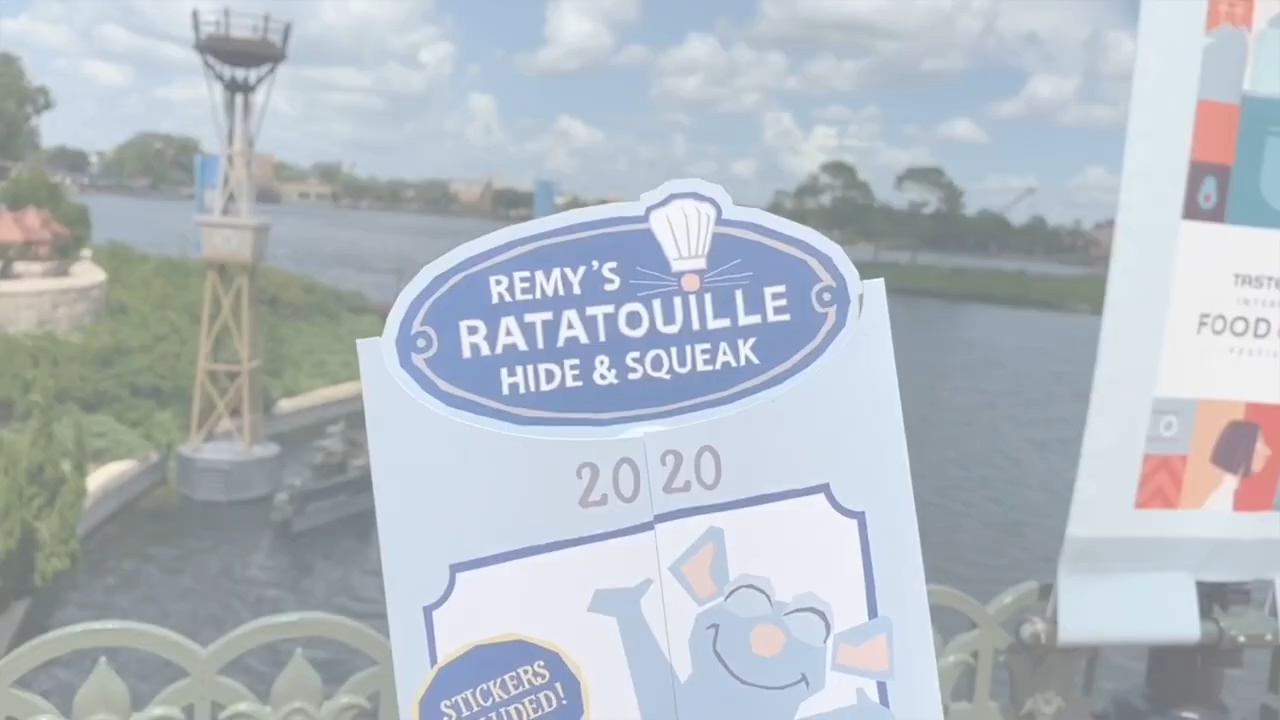 REMY'S
RATATOUILLE
HIDE & SQUEAK
2020
STICKERS
FOOD